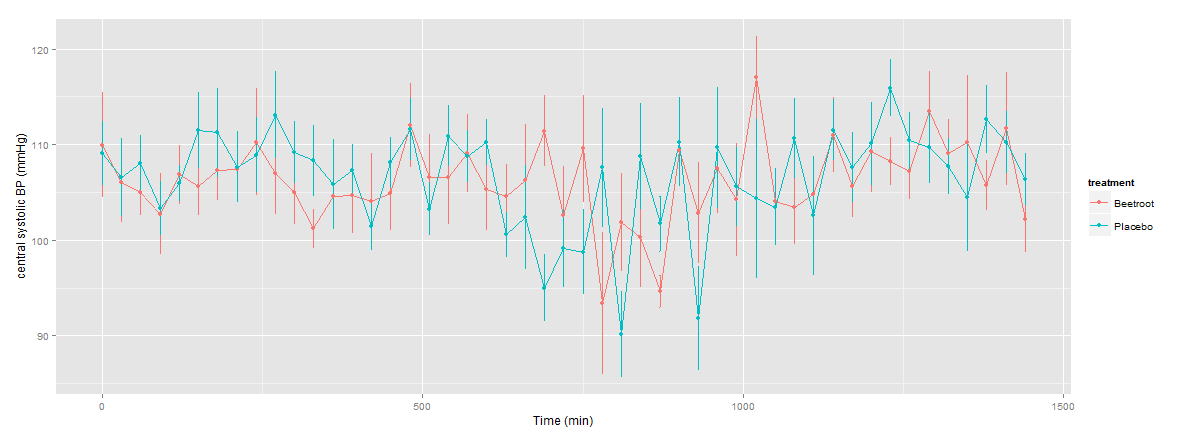 central systolic BP (mmHg)
120
110
100
90
0
500
1000
1500
Time (min)
treatment
Beetroot
Placebo